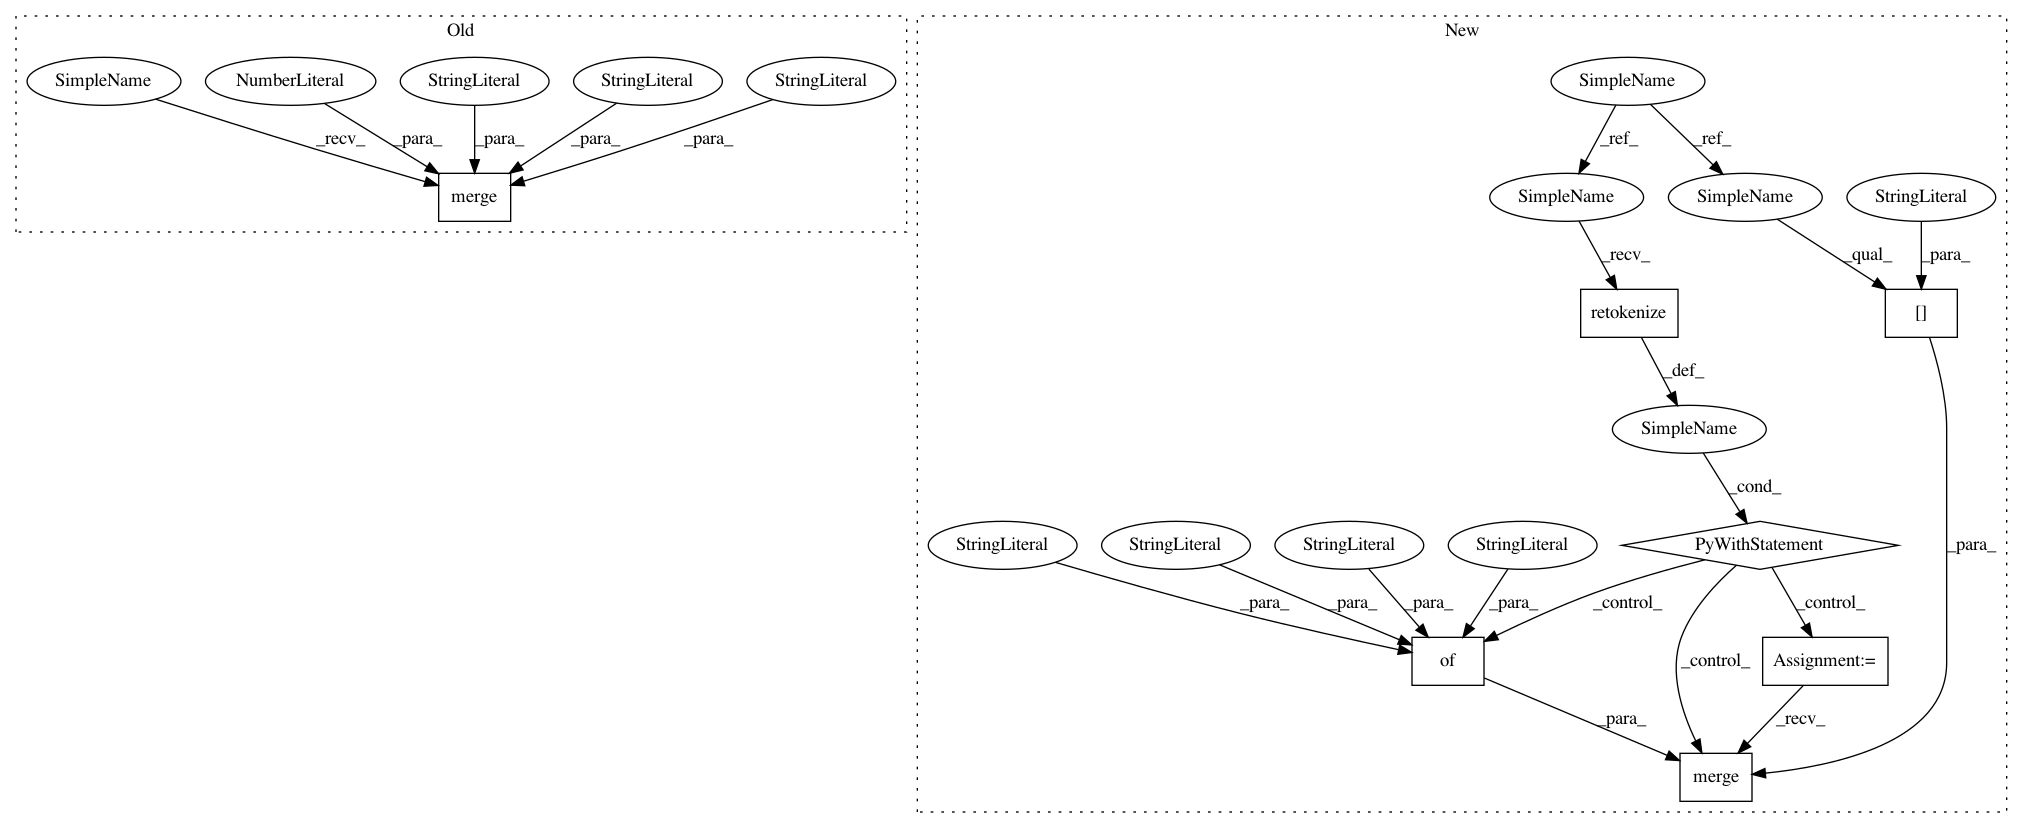 Old
New
SimpleName
SimpleName
NumberLiteral
StringLiteral
StringLiteral
StringLiteral
_recv_
_para_
_para_
_para_
_para_
_ref_
_ref_
merge
SimpleName
SimpleName
StringLiteral
_recv_
_qual_
_para_
retokenize
[]
_def_
SimpleName
_cond_
StringLiteral
StringLiteral
StringLiteral
StringLiteral
PyWithStatement
_para_
_para_
_para_
_para_
_para_
_control_
_control_
of
_control_
Assignment:=
_para_
_recv_
merge